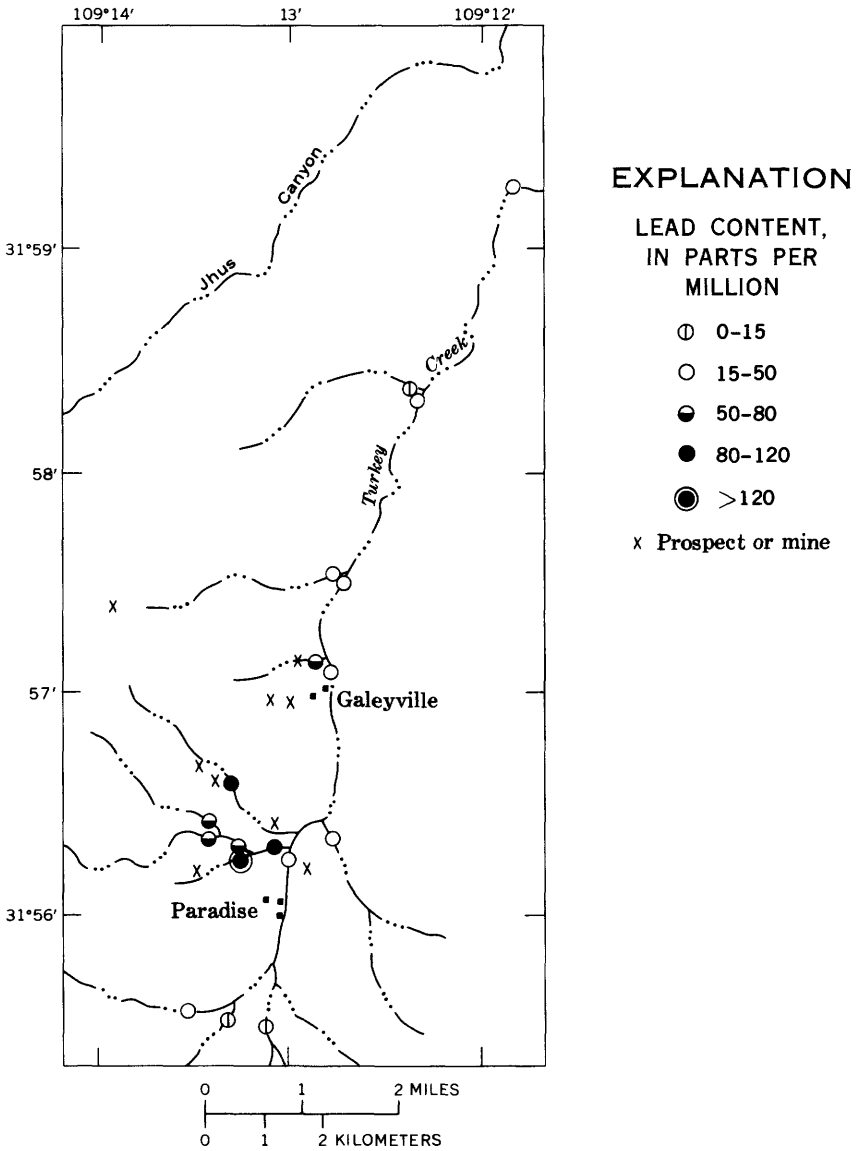 109°14′ 13′ 109°12′
Canyon
Jhus
31°59′
Creek
58′
Turkey
57′
Galeyville
31°56′
Paradise
0 1 2 MILES
0 1 2 KILOMETERS
EXPLANATION
LEAD CONTENT,
IN PARTS PER
MILLION
0-15
15-50
50-80
80-120
>120
x Prospect or mine